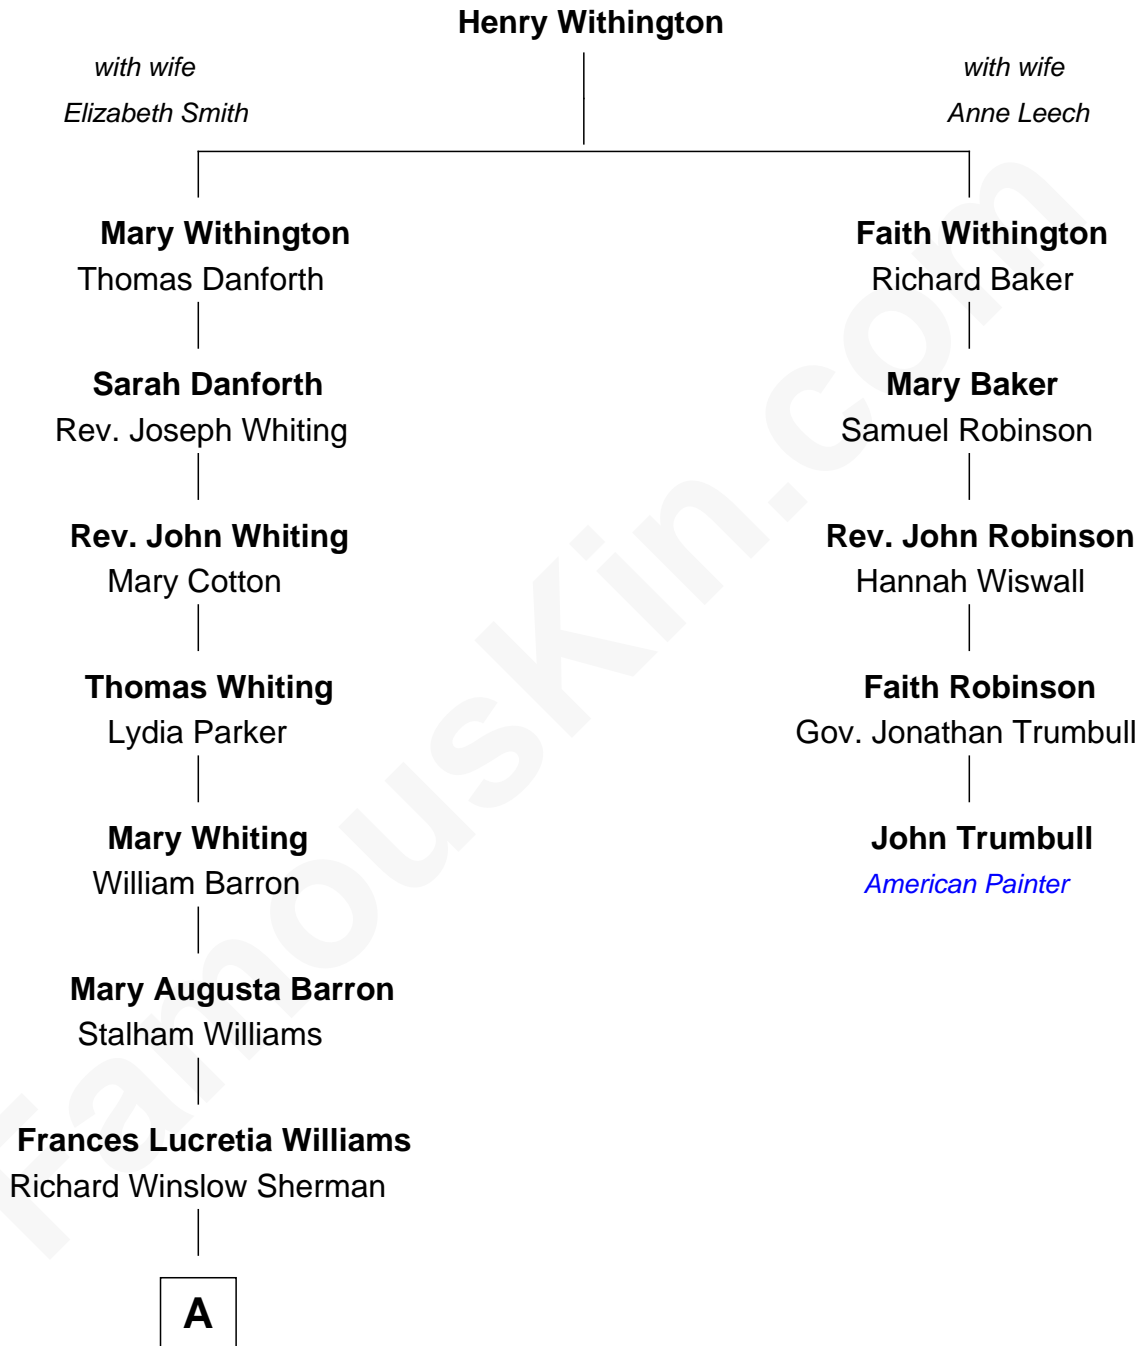 Henry Withington
with wife
Elizabeth Smith
with wife
Anne Leech
Mary Withington
Thomas Danforth
Faith Withington
Richard Baker
Sarah Danforth
Rev. Joseph Whiting
Mary Baker
Samuel Robinson
Rev. John Whiting
Mary Cotton
Rev. John Robinson
Hannah Wiswall
Thomas Whiting
Lydia Parker
Faith Robinson
Gov. Jonathan Trumbull
Mary Whiting
William Barron
John Trumbull
American Painter
Mary Augusta Barron
Stalham Williams
Frances Lucretia Williams
Richard Winslow Sherman
A
FamousKin.com